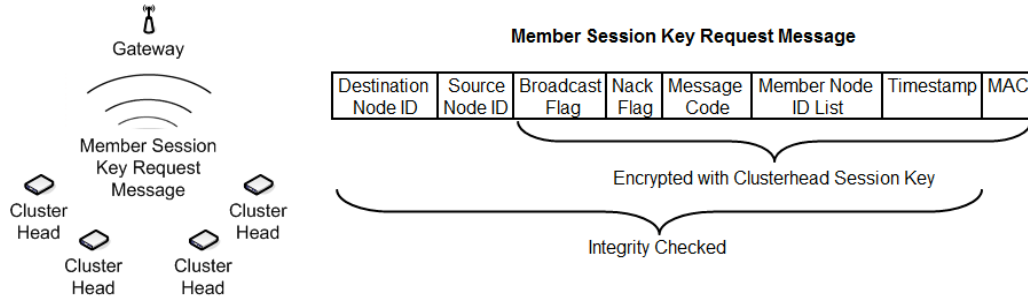 Gateway
Member Session
Key Request
Message
Cluster
Head
Cluster
Head
Cluster
Head
Cluster
Head
Member Session Key Request Message
Destination Node ID
Source Node ID
Broadcast Flag
Nack Flag
Message Code
Member Node ID List
Timestamp
MAC
Encrypted with Clusterhead Session Key
Integrity Checked